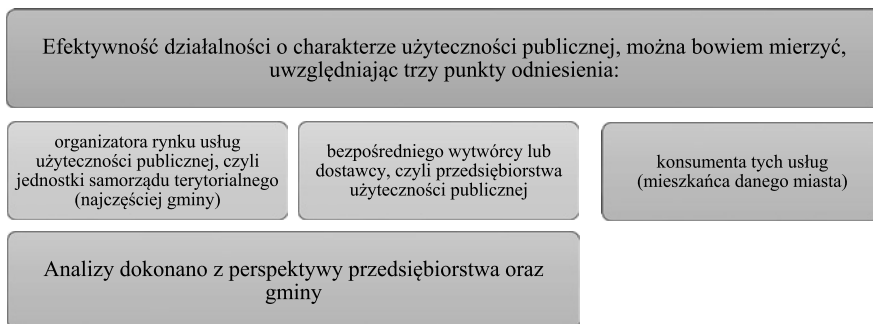 Efektywność działalności o charakterze użyteczności publicznej, można bowiem mierzyć,
uwzględniając trzy punkty odniesienia:
organizatora rynku usług
użyteczności publicznej, czyli
jednostki samorządu terytorialnego
(najczęściej gminy)
bezpośredniego wytwórcy lub
dostawcy, czyli przedsiębiorstwa
użyteczności publicznej
konsumenta tych usług
(mieszkańca danego miasta)
Analizy dokonano z perspektywy przedsiębiorstwa oraz
gminy